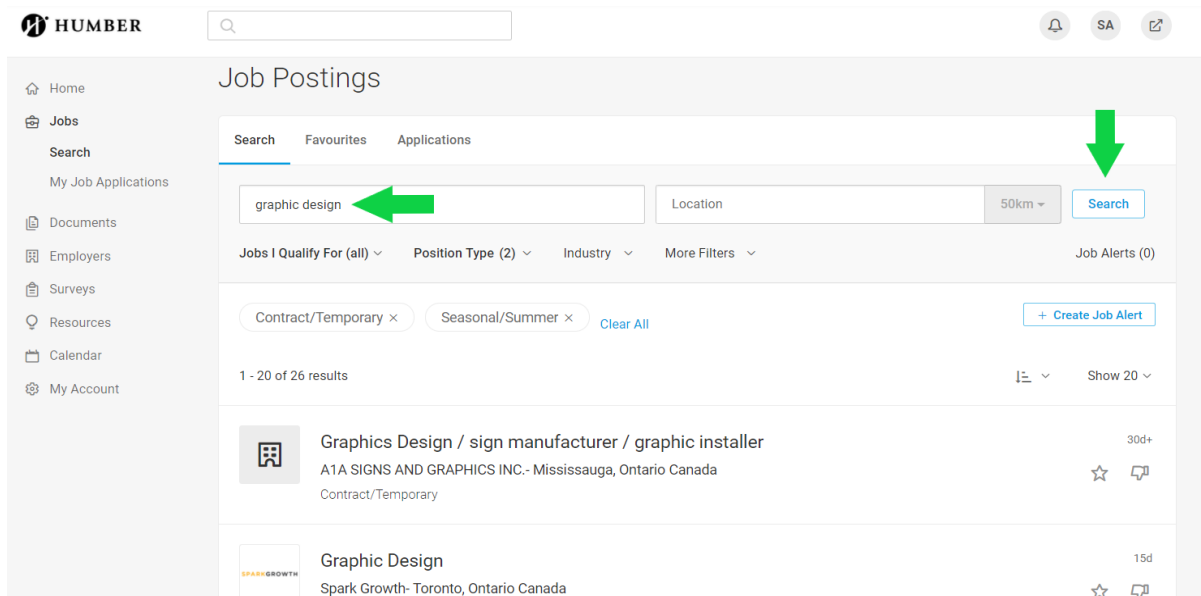 HUMBER
SA
Home
Jobs
Search
My Job Applications
Documents
Employers
Surveys
Resources
Calendar
My Account
Job Postings
Search Favourites Applications
graphic design Location 50km Search
Jobs I Qualify For (all) Position Type (2) Industry More Filters Job Alerts (0)
Contract/Temporary × Seasonal/Summer × Clear All + Create Job Alert
1 - 20 of 26 results Show 20
Graphics Design / sign manufacturer / graphic installer 30d+
A1A SIGNS AND GRAPHICS INC.- Mississauga, Ontario Canada
Contract/Temporary
SPARKGROWTH
Graphic Design 15d
Spark Growth- Toronto, Ontario Canada